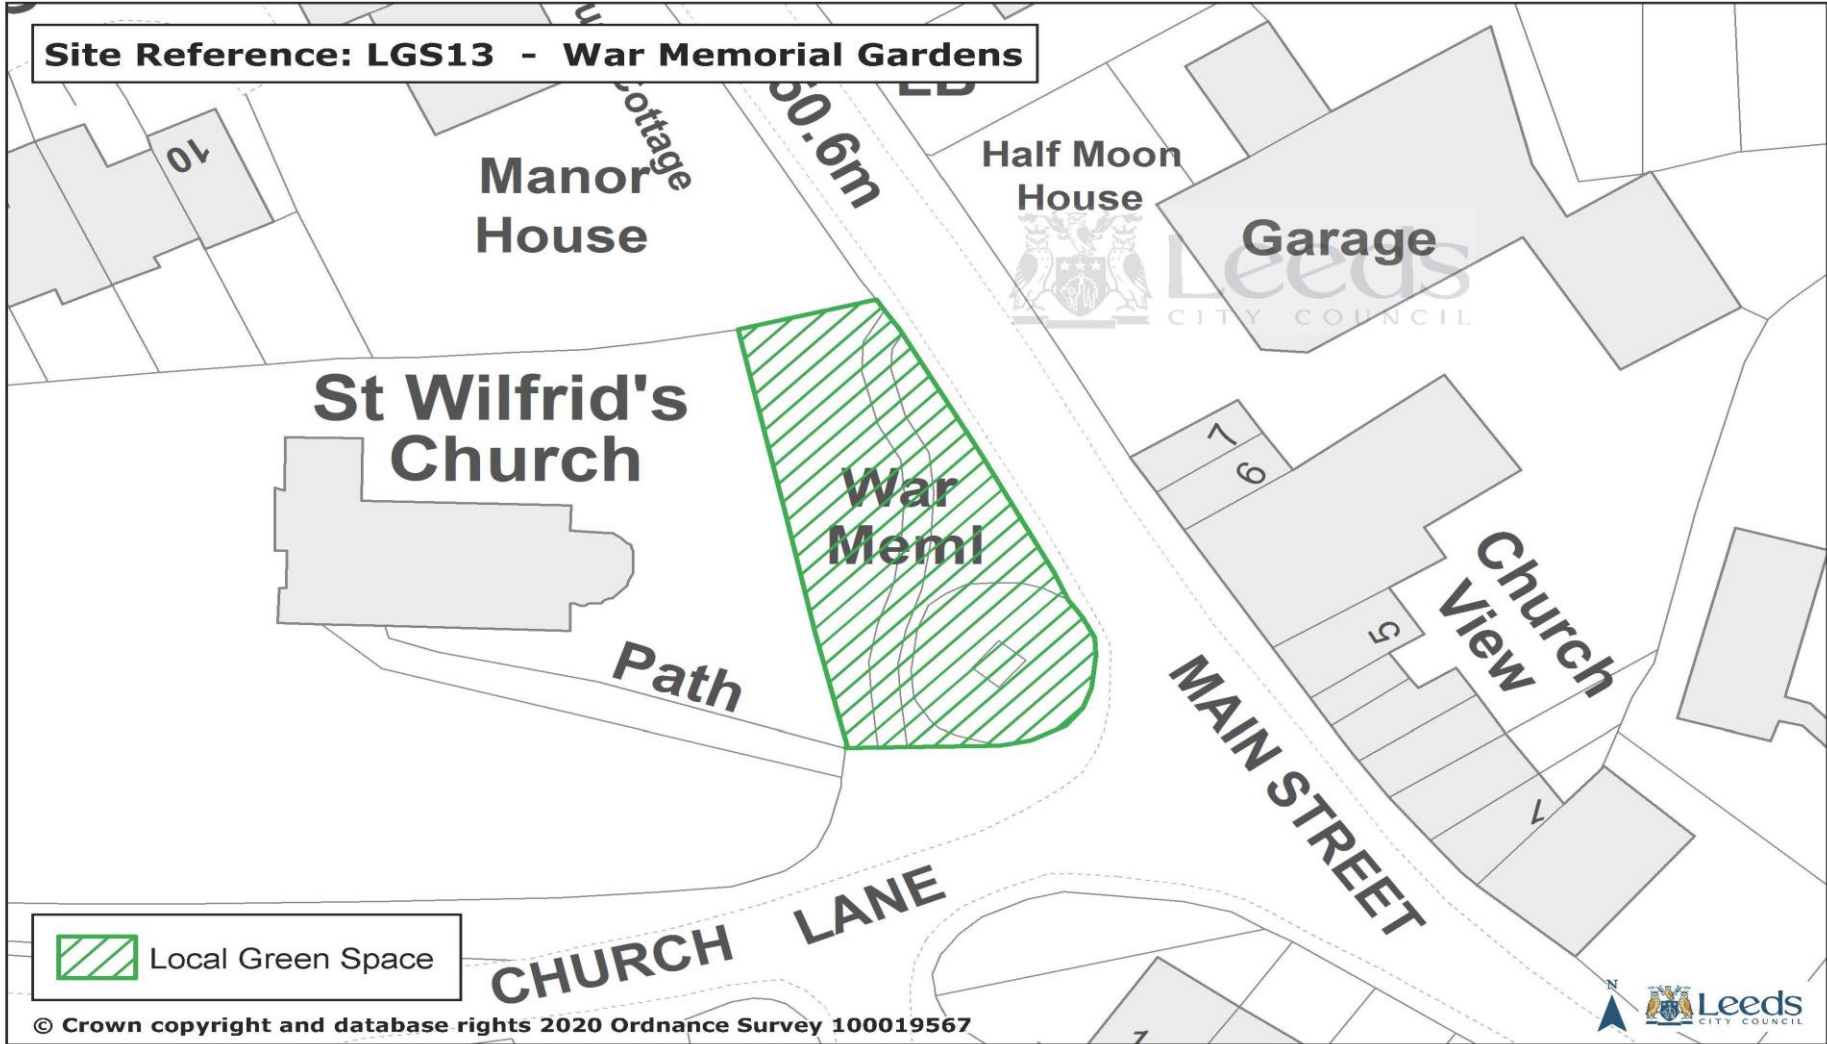 Site Reference: LGS13 - War Memorial Gardens
Cottage
60.6m
10
Manor
House
Half Moon
House
Garage
Leeds
CITY COUNCIL
St Wilfrid's
Church
War
Meml
7
6
5
Church
View
Path
MAIN STREET
1
CHURCH LANE
Local Green Space
1
N
Leeds
CITY COUNCIL
© Crown copyright and database rights 2020 Ordnance Survey 100019567